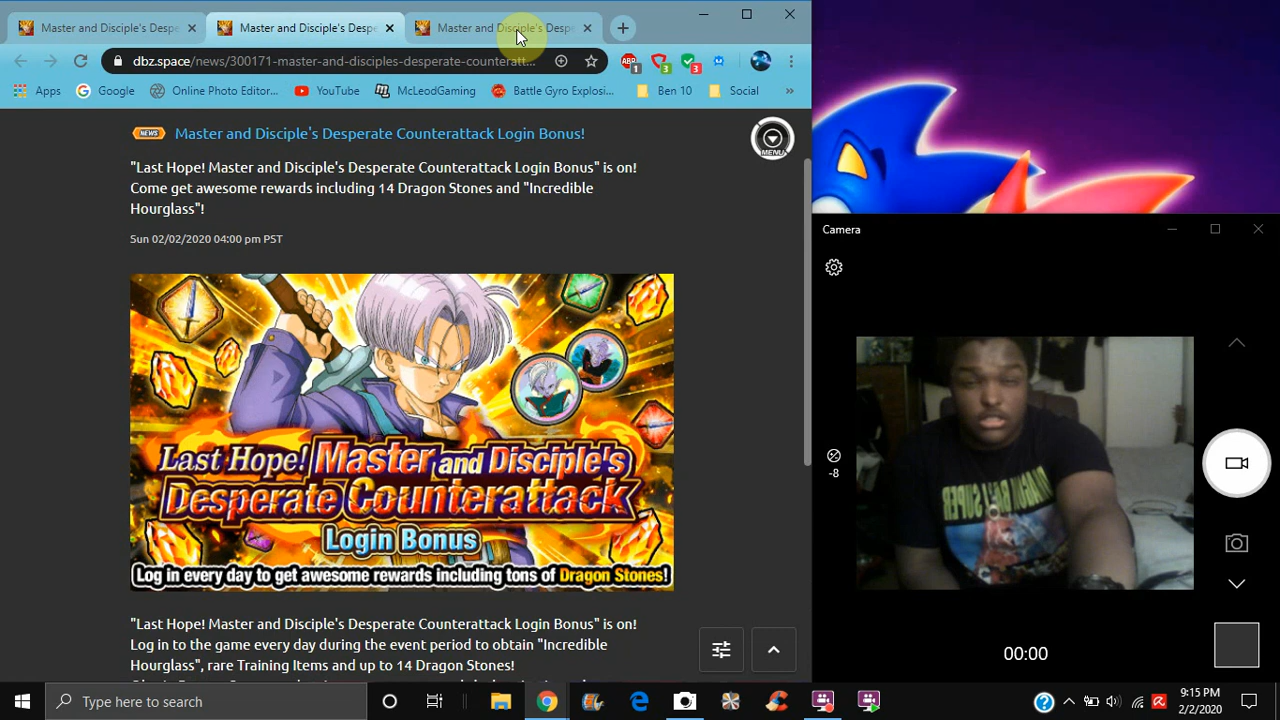 Master and Disciple's Despe
Master and Disciple's Despe
Master and Disciple's Desp
dbz.space/news/300171-master-and-disciples-desperate-counteratt...
ABP
1
3
3
Apps
Google
Online Photo Editor...
YouTube
McLeodGaming
Battle Gyro Explosi...
Ben 10
Social
»
NEWS
Master and Disciple's Desperate Counterattack Login Bonus!
MENU
"Last Hope! Master and Disciple's Desperate Counterattack Login Bonus" is on!
Come get awesome rewards including 14 Dragon Stones and "Incredible
Hourglass"!
Sun 02/02/2020 04:00 pm PST
Last Hope! Master and Disciple's
Desperate Counterattack
Login Bonus
Log in every day to get awesome rewards including tons of Dragon Stones!
"Last Hope! Master and Disciple's Desperate Counterattack Login Bonus" is on!
Log in to the game every day during the event period to obtain "Incredible
Hourglass", rare Training Items and up to 14 Dragon Stones!
Camera
-8
00:00
Type here to search
9:15 PM
2/2/2020